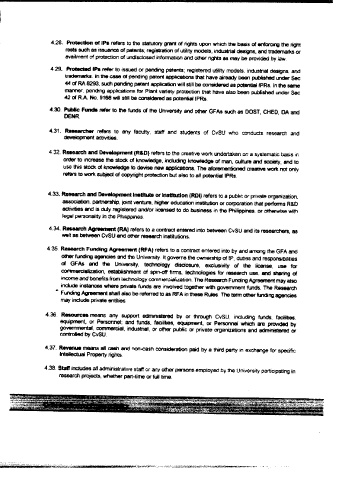 4.28. Protection of IPs refers to the statutory grant of rights upon which the basis of enforcing the right
rests such as issuance of patents, registration of utility models, industrial designs, and trademarks or
availment of protection of undisclosed information and other rights as may be provided by law.
4.29. Protected IPs refer to issued or pending patents; registered utility models, industrial designs, and
trademarks. In the case of pending patent applications that have already been published under Sec
44 of RA 8293, such pending patent application will still be considered as potential IPRs. In the same
manner, pending applications for Plant variety protection that have also been published under Sec
42 of R.A. No. 9168 will still be considered as potential IPRs.
4.30. Public Funds refer to the funds of the University and other GFAs such as DOST, CHED, DA and
DENR.
4.31. Researcher refers to any faculty, staff and students of CvSU who conducts research and
development activities.
4.32. Research and Development (R&D) refers to the creative work undertaken on a systematic basis in
order to increase the stock of knowledge, including knowledge of man, culture and society, and to
use this stock of knowledge to devise new applications. The aforementioned creative work not only
refers to work subject of copyright protection but also to all potential IPRs.
4.33. Research and Development Institute or Institution (RDI) refers to a public or private organization,
association, partnership, joint venture, higher education institution or corporation that performs R&D
activities and is duly registered and/or licensed to do business in the Philippines, or otherwise with
legal personality in the Philippines.
4.34. Research Agreement (RA) refers to a contract entered into between CvSU and its researchers, as
well as between CvSU and other research institutions.
4.35. Research Funding Agreement (RFA) refers to a contract entered into by and among the GFA and
other funding agencies and the University. It governs the ownership of IP, duties and responsibilities
of GFAs and the University, technology disclosure, exclusivity of the license, use for
commercialization, establishment of spin-off firms, technologies for research use, and sharing of
income and benefits from technology commercialization. The Research Funding Agreement may also
include instances where private funds are involved together with government funds. The Research
Funding Agreement shall also be referred to as RFA in these Rules. The term other funding agencies
may include private entities.
4.36. Resources means any support administered by or through CvSU, including funds, facilities,
equipment, or Personnel; and funds, facilities, equipment, or Personnel which are provided by
governmental, commercial, industrial, or other public or private organizations and administered or
controlled by CvSU.
4.37. Revenue means all cash and non-cash consideration paid by a third party in exchange for specific
Intellectual Property rights.
4.38. Staff includes all administrative staff or any other persons employed by the University participating in
research projects, whether part-time or full time.